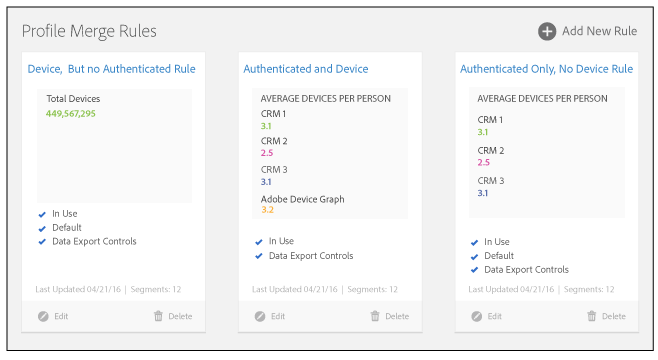 Profile Merge Rules
Add New Rule
Device, But no Authenticated Rule
Total Devices
449,567,295
In Use
Default
Data Export Controls
Last Updated 04/21/16 | Segments: 12
Edit
Delete
Authenticated and Device
AVERAGE DEVICES PER PERSON
CRM 1
3.1
CRM 2
2.5
CRM 3
3.1
Adobe Device Graph
3.2
In Use
Data Export Controls
Last Updated 04/21/16 | Segments: 12
Edit
Delete
Authenticated Only, No Device Rule
AVERAGE DEVICES PER PERSON
CRM 1
3.1
CRM 2
2.5
CRM 3
3.1
In Use
Default
Data Export Controls
Last Updated 04/21/16 | Segments: 12
Edit
Delete